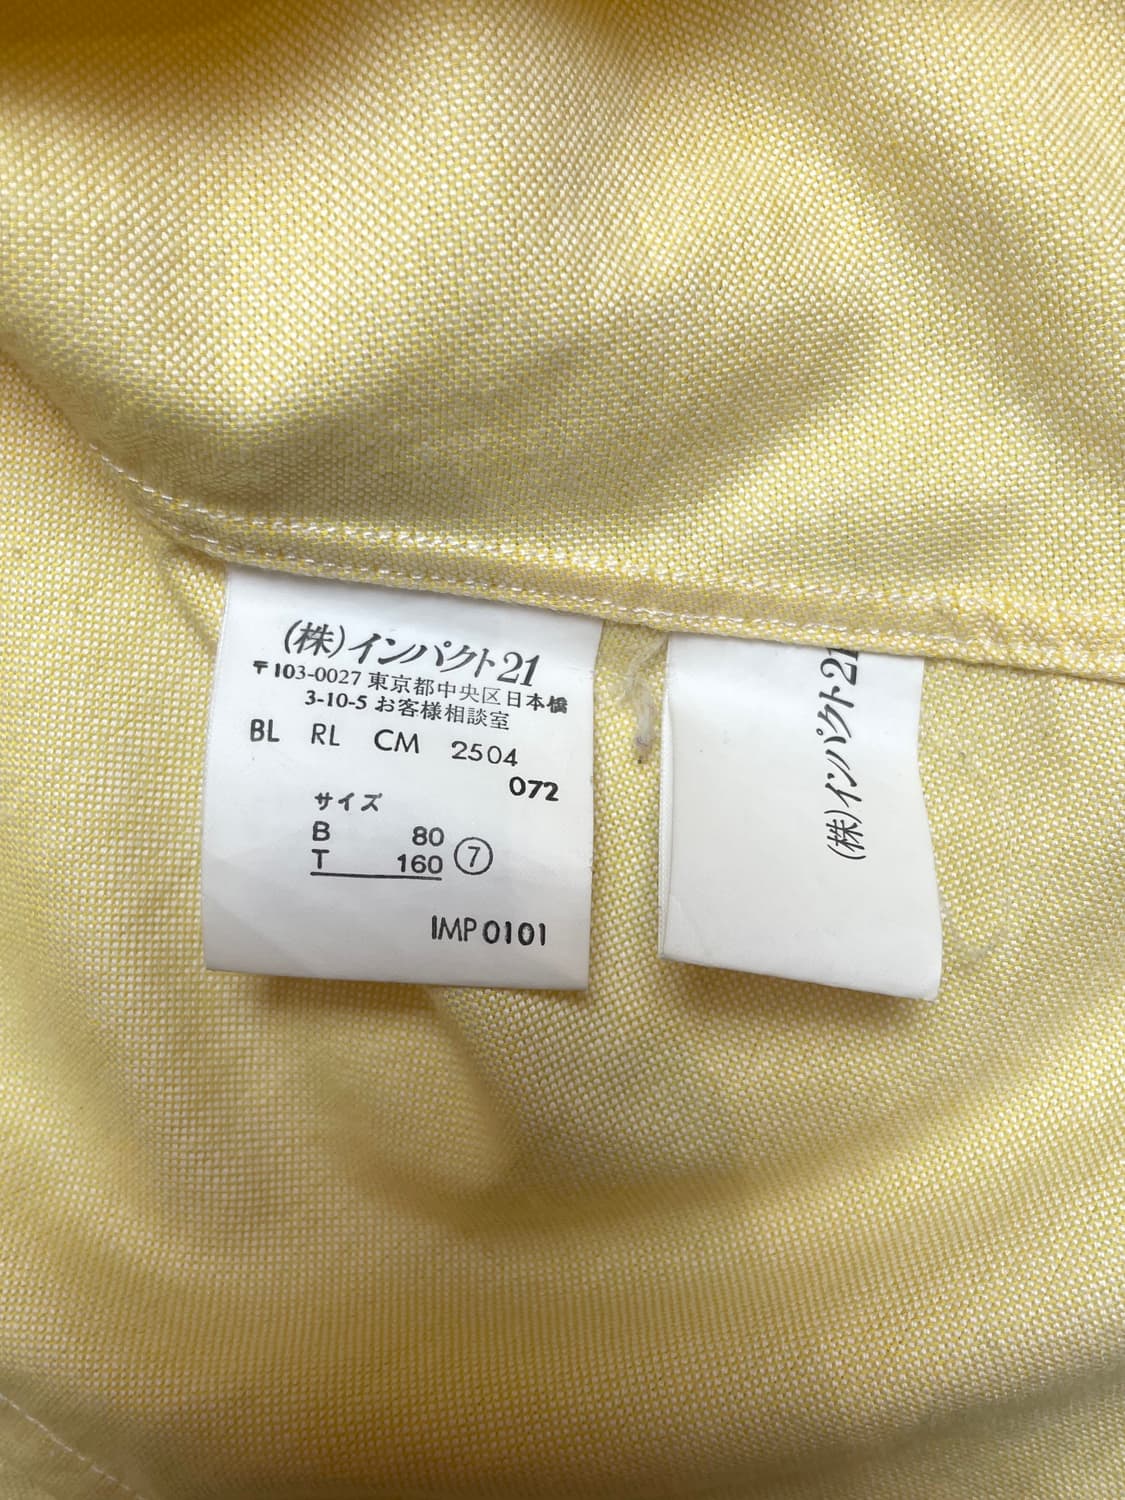 (株)インパクト21
〒103-0027 東京都中央区日本橋
3-10-5 お客様相談室
BL RL CM 2504
072
サイズ
B 80
T 160 ⑦
IMP0101
(株)インパクト21